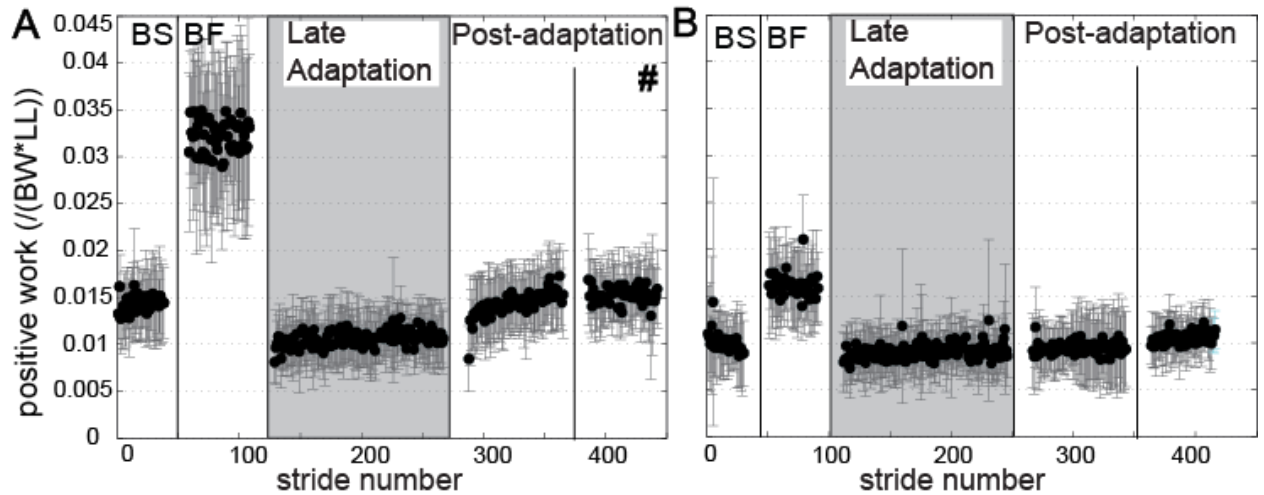 A
BS
BF
Late
Adaptation
Post-adaptation
#
positive work (/(BW*LL))
0.045
0.04
0.035
0.03
0.025
0.02
0.015
0.01
0.005
0
0 100 200 300 400
stride number
B
BS
BF
Late
Adaptation
Post-adaptation
0 100 200 300 400
stride number